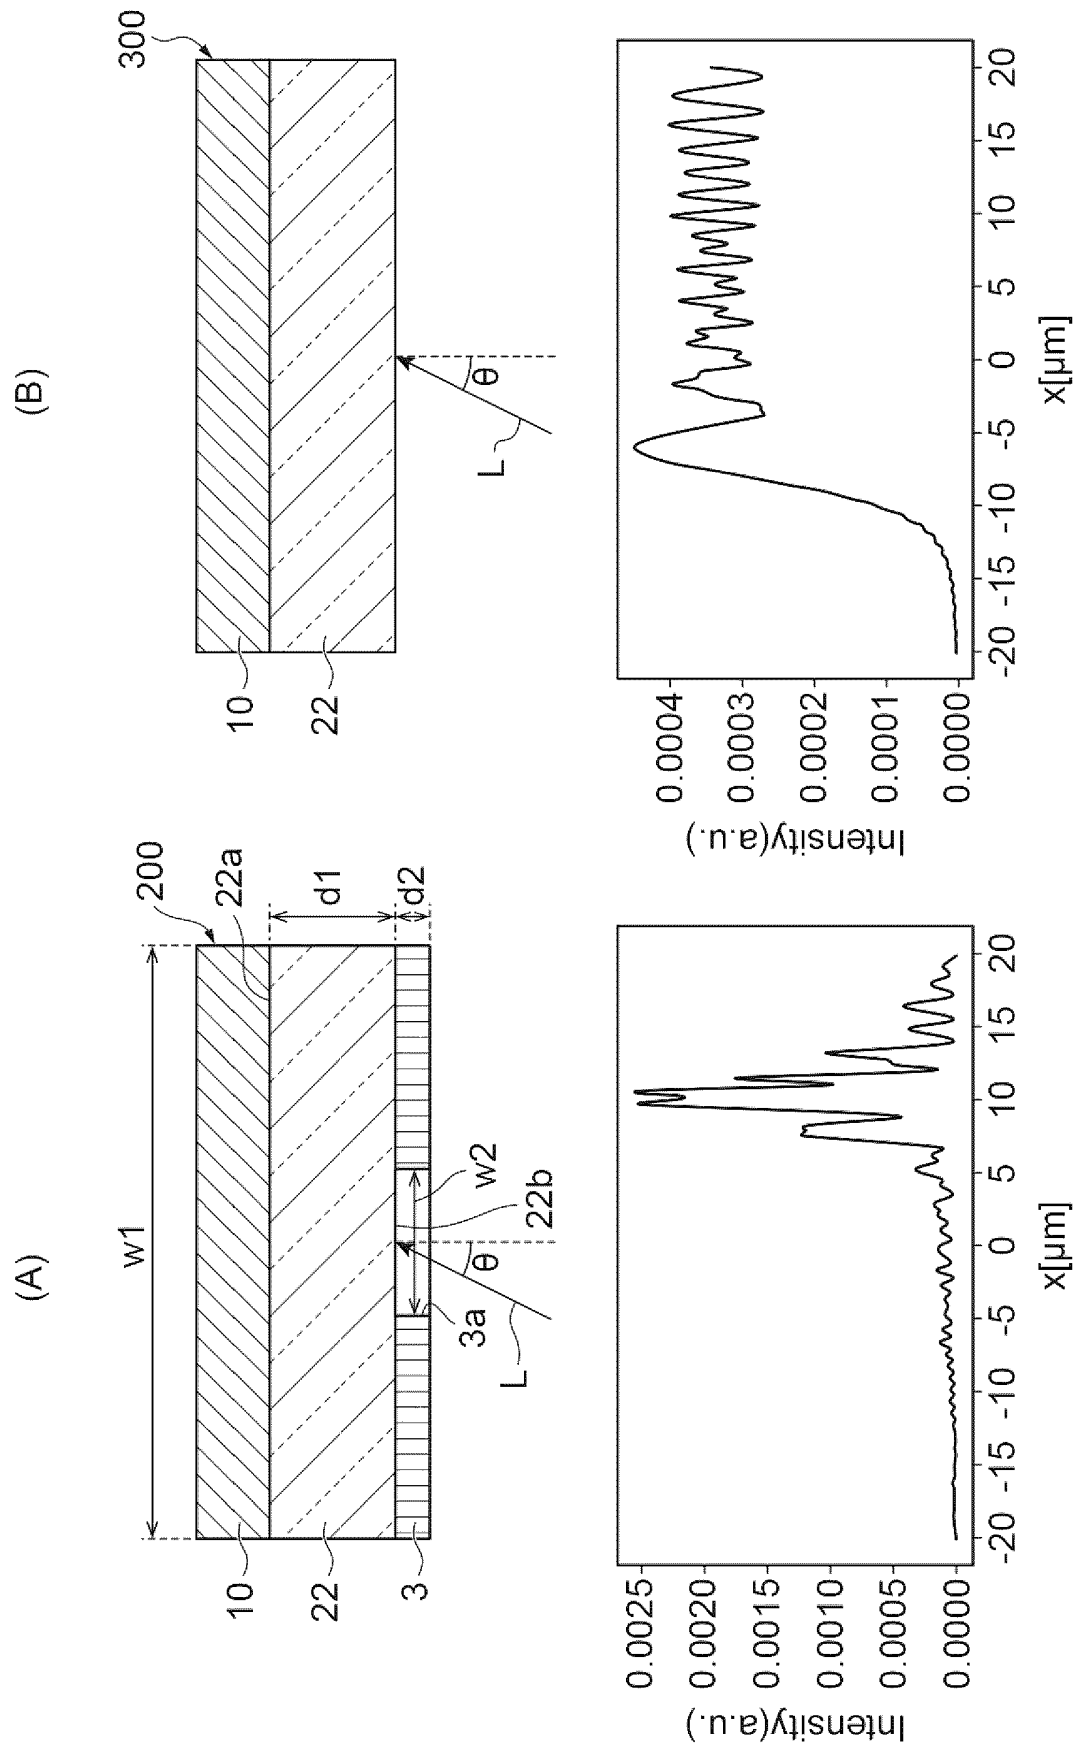 (A)
w1
200
22a
10
22
3
d1
d2
w2
22b
3a
L
θ
Intensity(a.u.)
0.0025
0.0020
0.0015
0.0010
0.0005
0.0000
-20 -15 -10 -5 0 5 10 15 20
x[μm]
(B)
300
10
22
L
θ
Intensity(a.u.)
0.0004
0.0003
0.0002
0.0001
0.0000
-20 -15 -10 -5 0 5 10 15 20
x[μm]